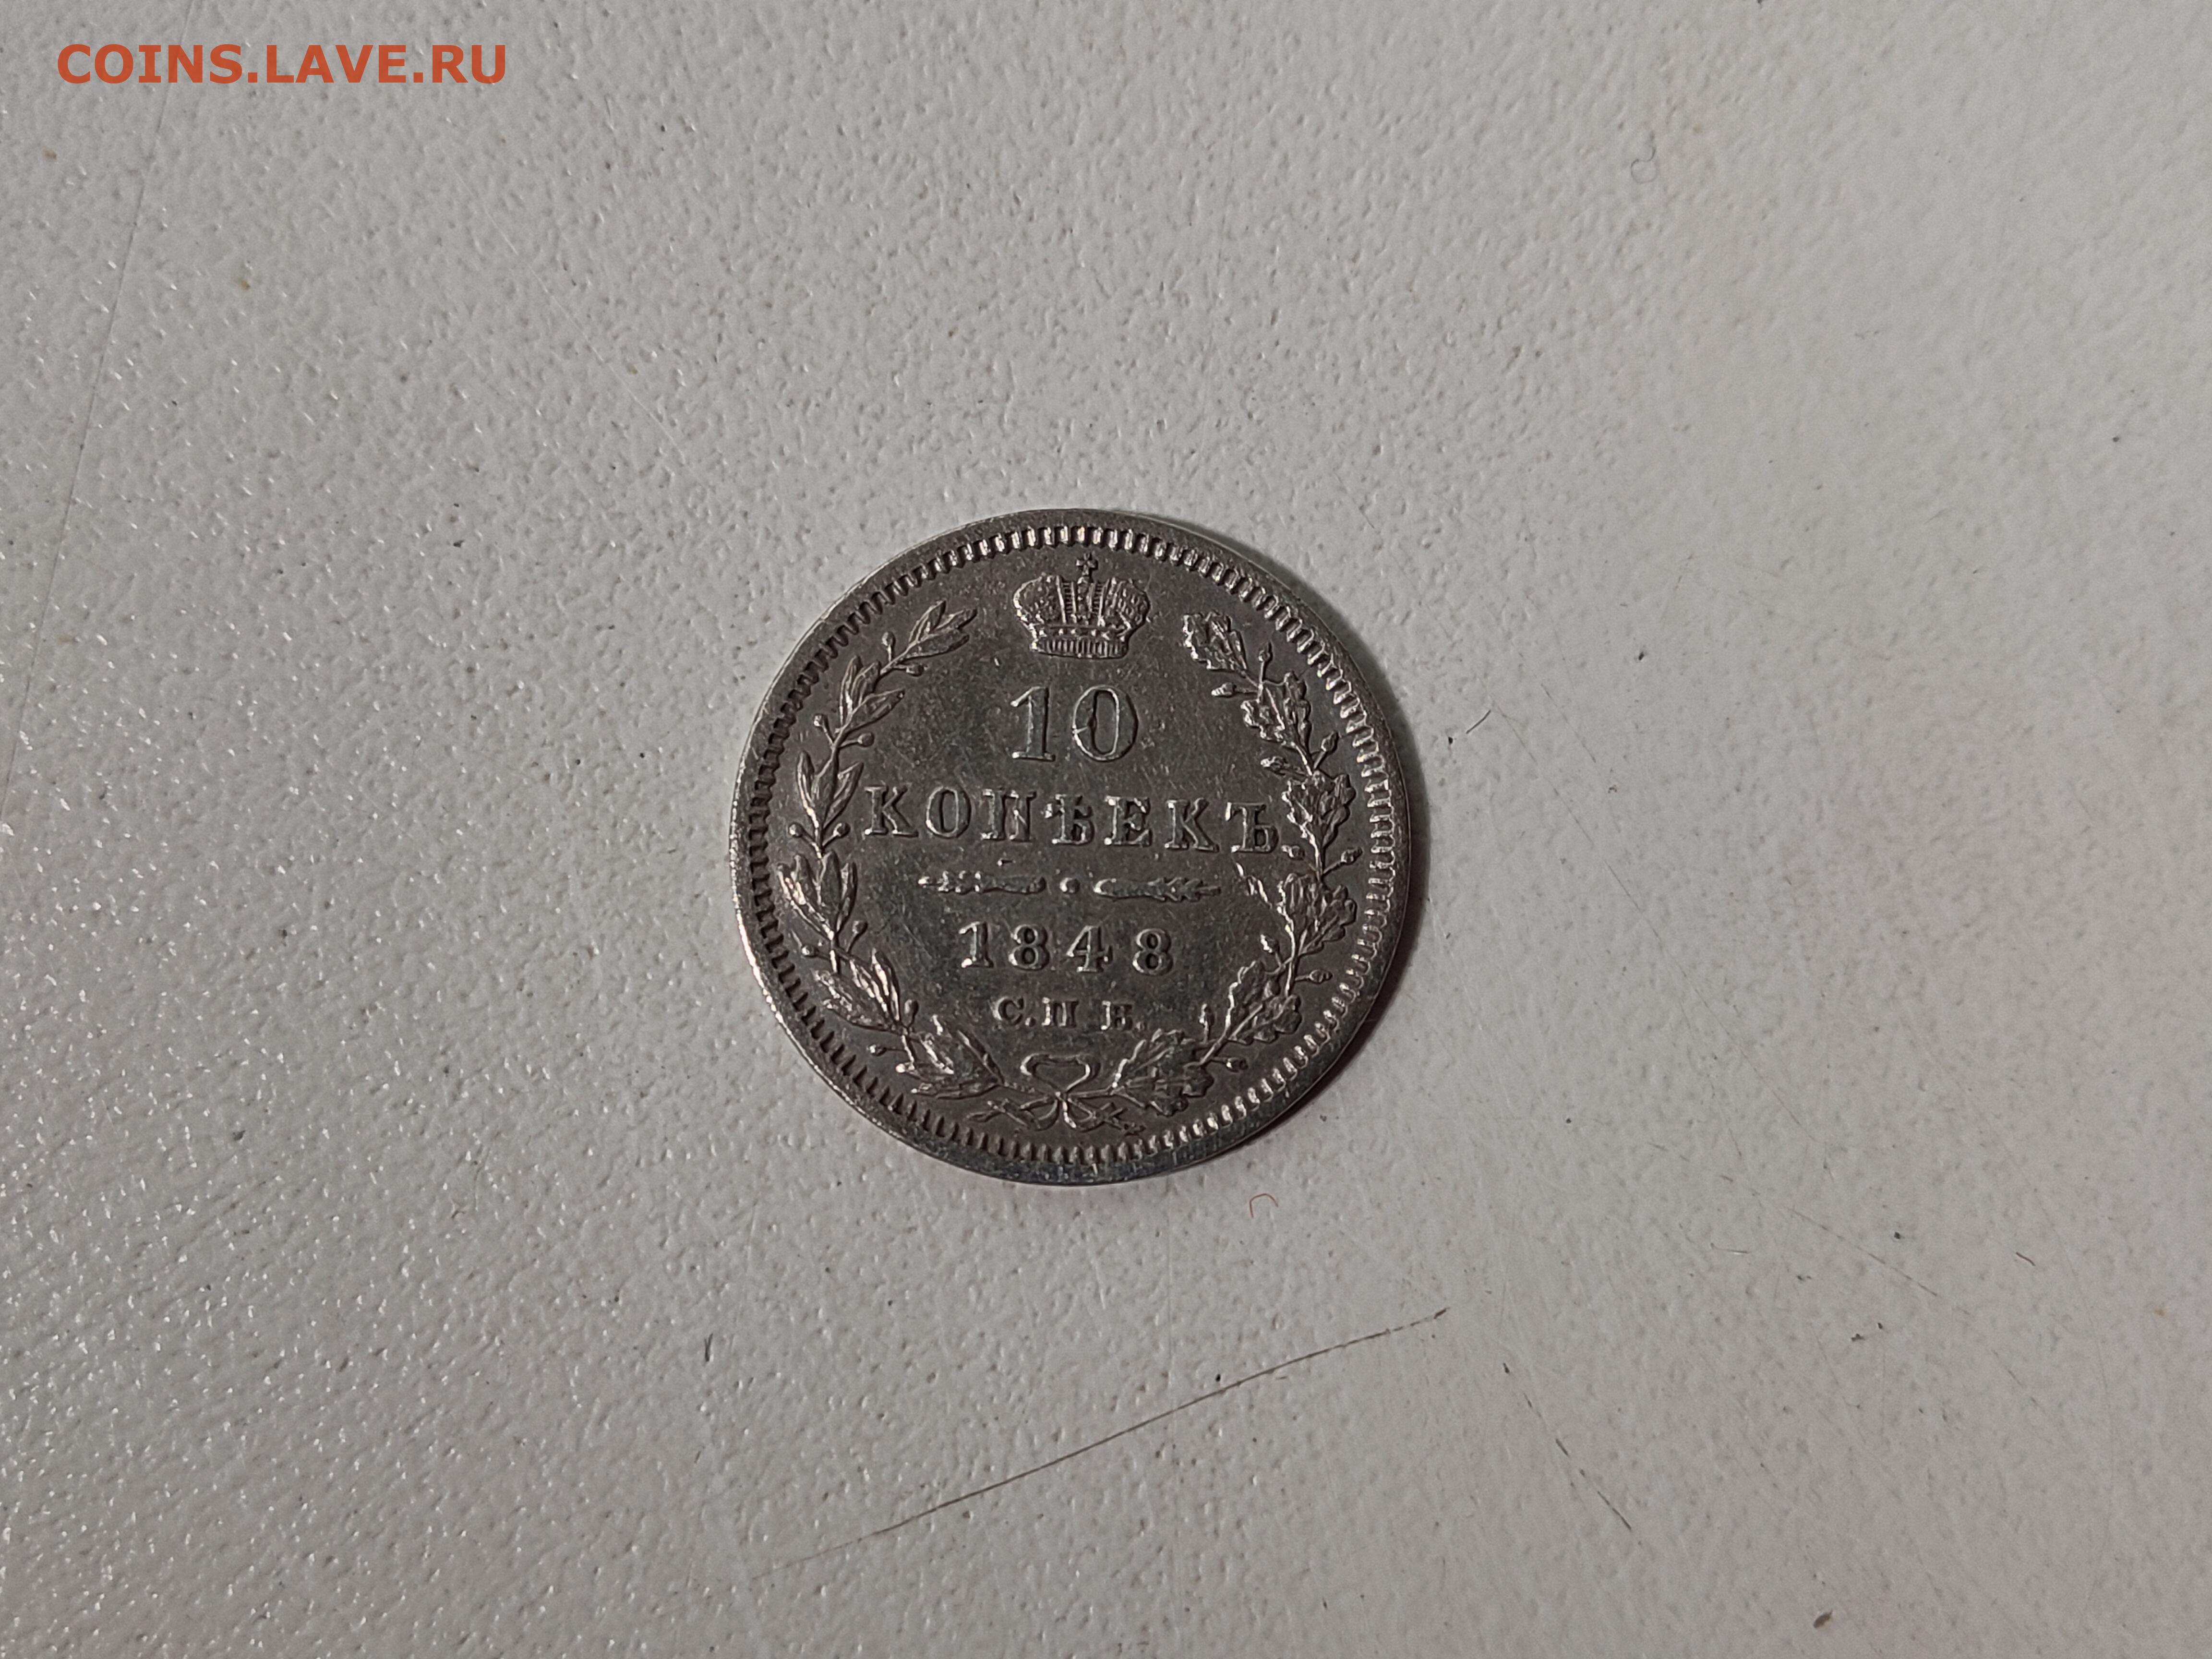 COINS.LAVE.RU
10
КОПѢЕКЪ.
1848
С.П Б.